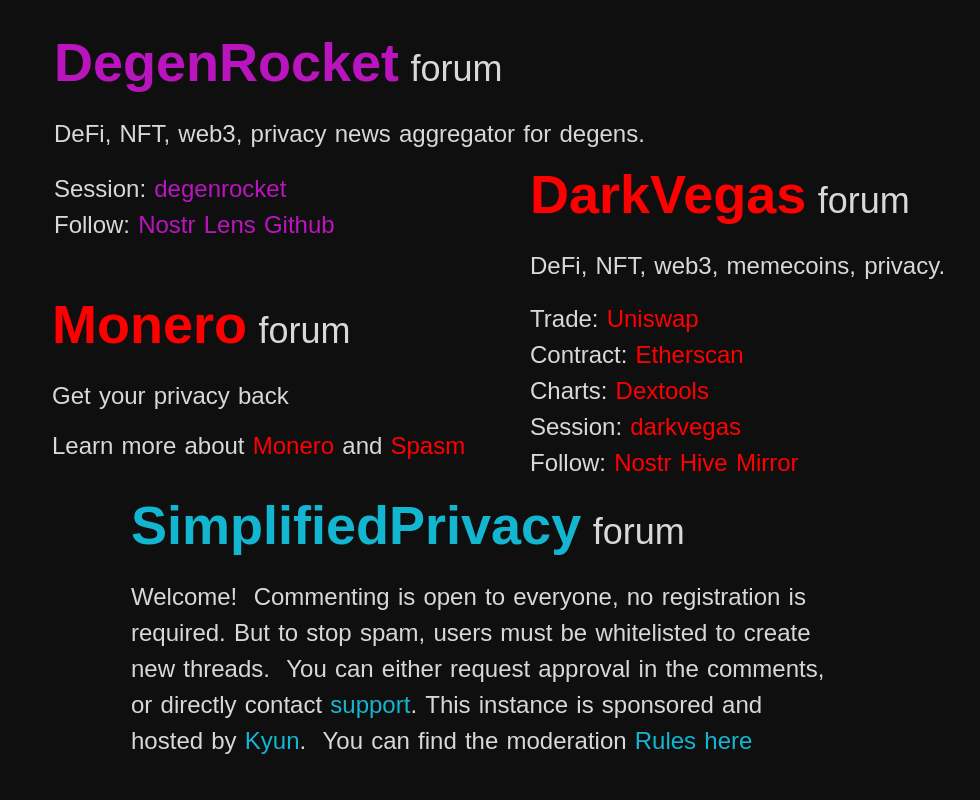 DegenRocket forum
DeFi, NFT, web3, privacy news aggregator for degens.
Session: degenrocket
Follow: Nostr Lens Github
DarkVegas forum
DeFi, NFT, web3, memecoins, privacy.
Trade: Uniswap
Contract: Etherscan
Charts: Dextools
Session: darkvegas
Follow: Nostr Hive Mirror
Monero forum
Get your privacy back
Learn more about Monero and Spasm
SimplifiedPrivacy forum
Welcome!  Commenting is open to everyone, no registration is
required. But to stop spam, users must be whitelisted to create
new threads.  You can either request approval in the comments,
or directly contact support. This instance is sponsored and
hosted by Kyun.  You can find the moderation Rules here